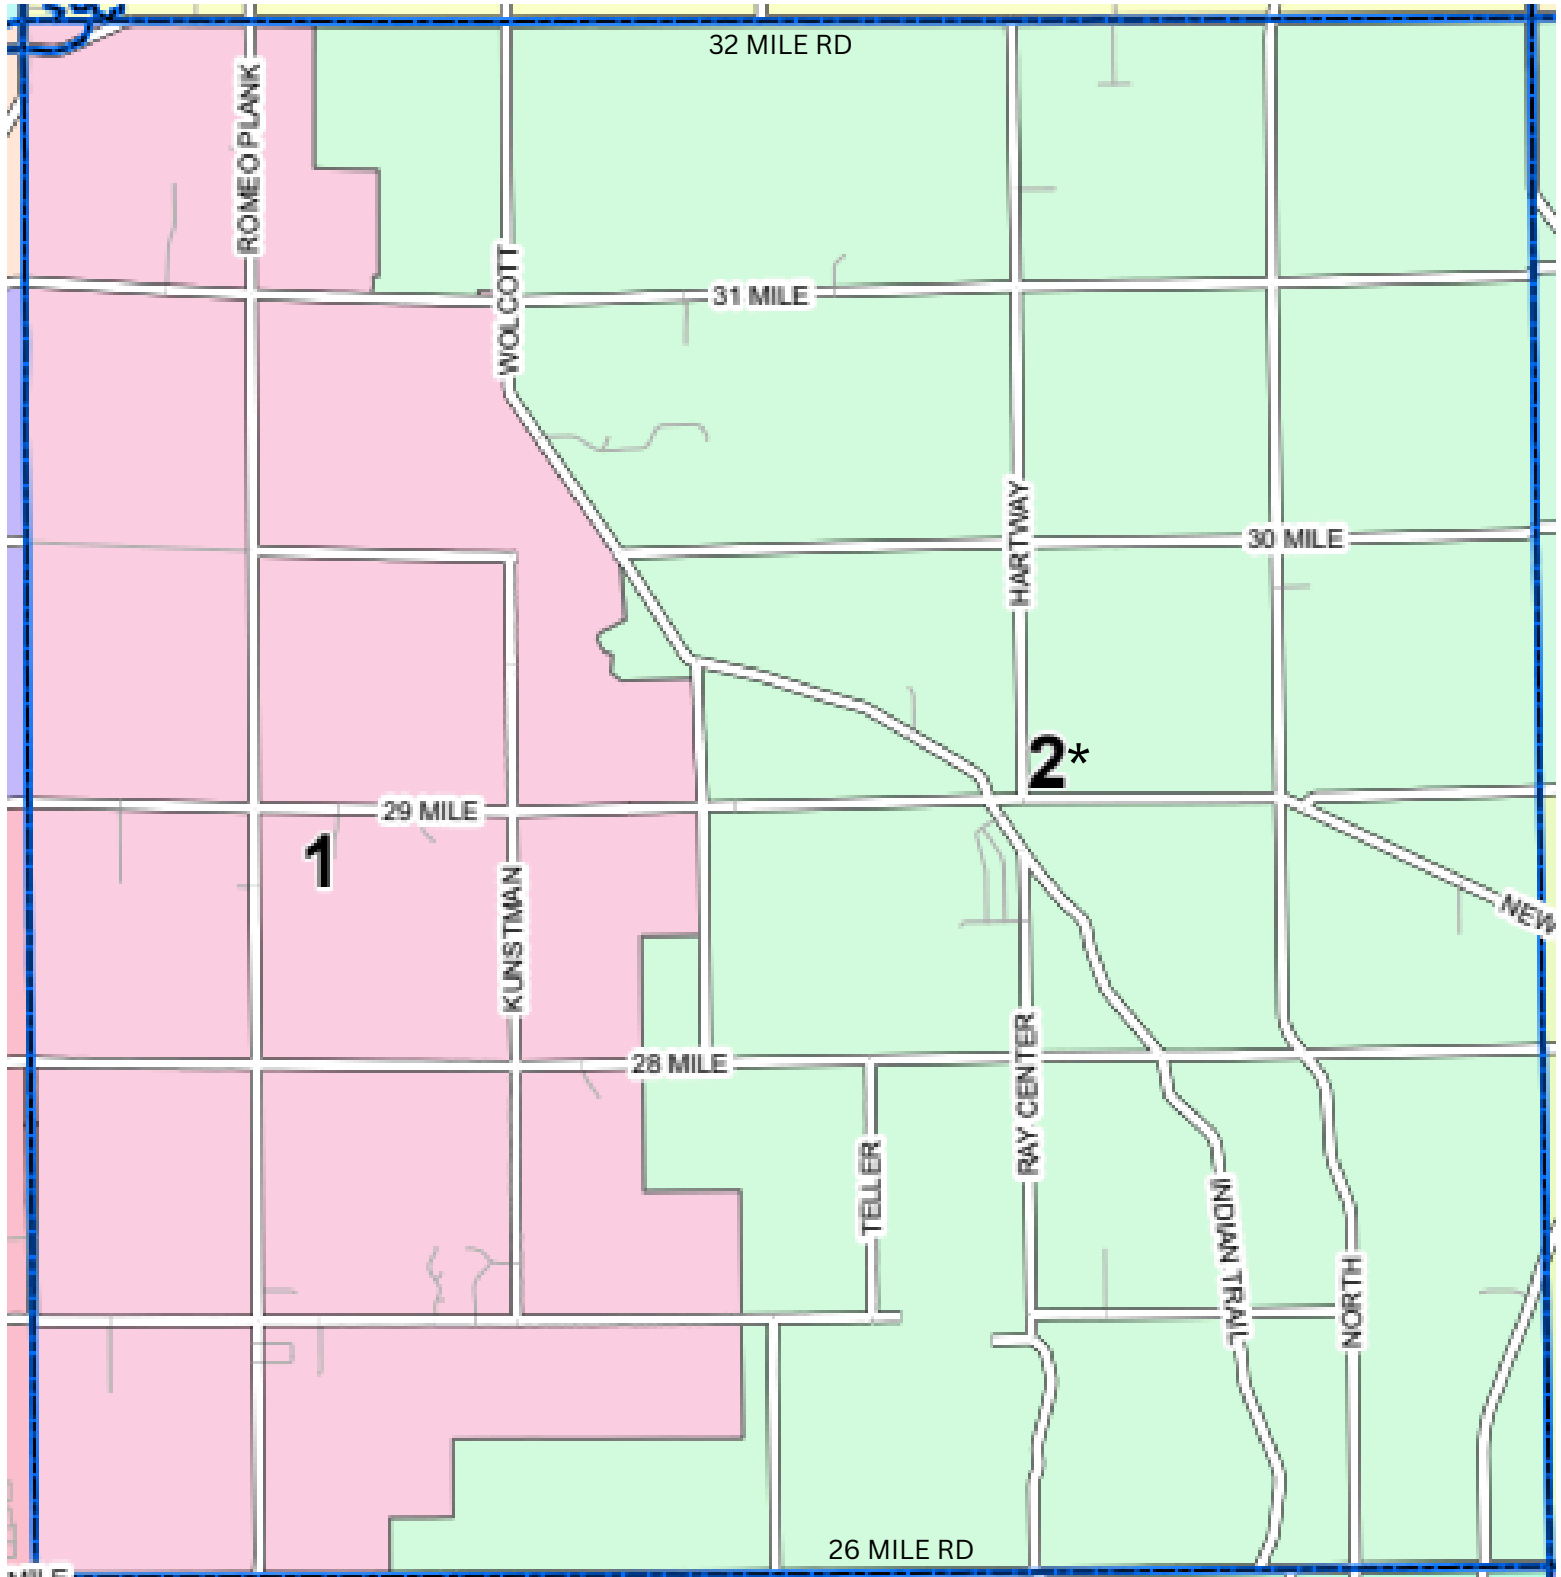 32 MILE RD
ROMEO PLANK
WOLCOTT
31 MILE
HARTWAY
30 MILE
2*
29 MILE
1
KUNSTMAN
NEW
28 MILE
RAY CENTER
TELLER
INDIAN TRAIL
NORTH
26 MILE RD
MILE